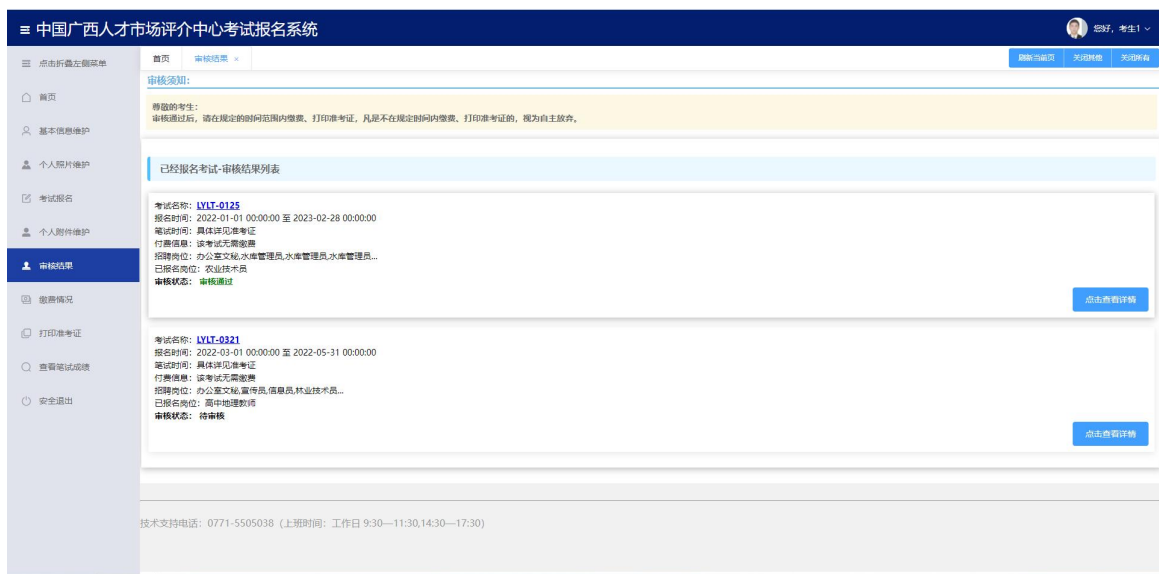 ≡ 中国广西人才市场评介中心考试报名系统
您好, 考生1
点击折叠左侧菜单
首页
审核结果 ×
刷新当前页
关闭其他
关闭所有
首页
基本信息维护
个人照片维护
考试报名
个人附件维护
审核结果
缴费情况
打印准考证
查看笔试成绩
安全退出
审核须知:
尊敬的考生:
审核通过后, 请在规定的时间范围内缴费、打印准考证, 凡是不在规定时间内缴费、打印准考证的, 视为自主放弃。
已经报名考试-审核结果列表
考试名称: LYLT-0125
报名时间: 2022-01-01 00:00:00 至 2023-02-28 00:00:00
笔试时间: 具体详见准考证
付费信息: 该考试无需缴费
招聘岗位: 办公室文秘,水库管理员,水库管理员,水库管理员...
已报名岗位: 农业技术员
审核状态: 审核通过
点击查看详情
考试名称: LYLT-0321
报名时间: 2022-03-01 00:00:00 至 2022-05-31 00:00:00
笔试时间: 具体详见准考证
付费信息: 该考试无需缴费
招聘岗位: 办公室文秘,宣传员,信息员,林业技术员...
已报名岗位: 高中地理教师
审核状态: 待审核
点击查看详情
技术支持电话: 0771-5505038 (上班时间: 工作日 9:30—11:30,14:30—17:30)